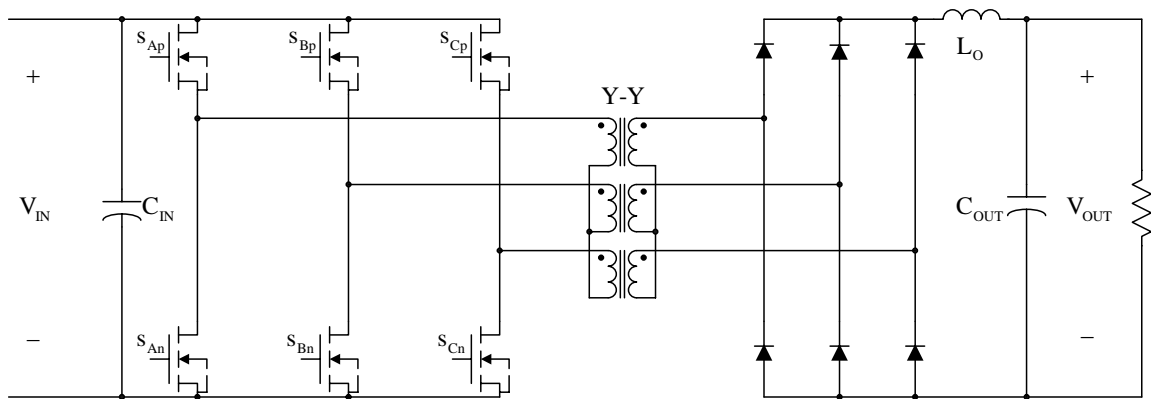 S_Ap S_Bp S_Cp
L_O
Y-Y
+ +
V_IN C_IN C_OUT V_OUT
– –
S_An S_Bn S_Cn